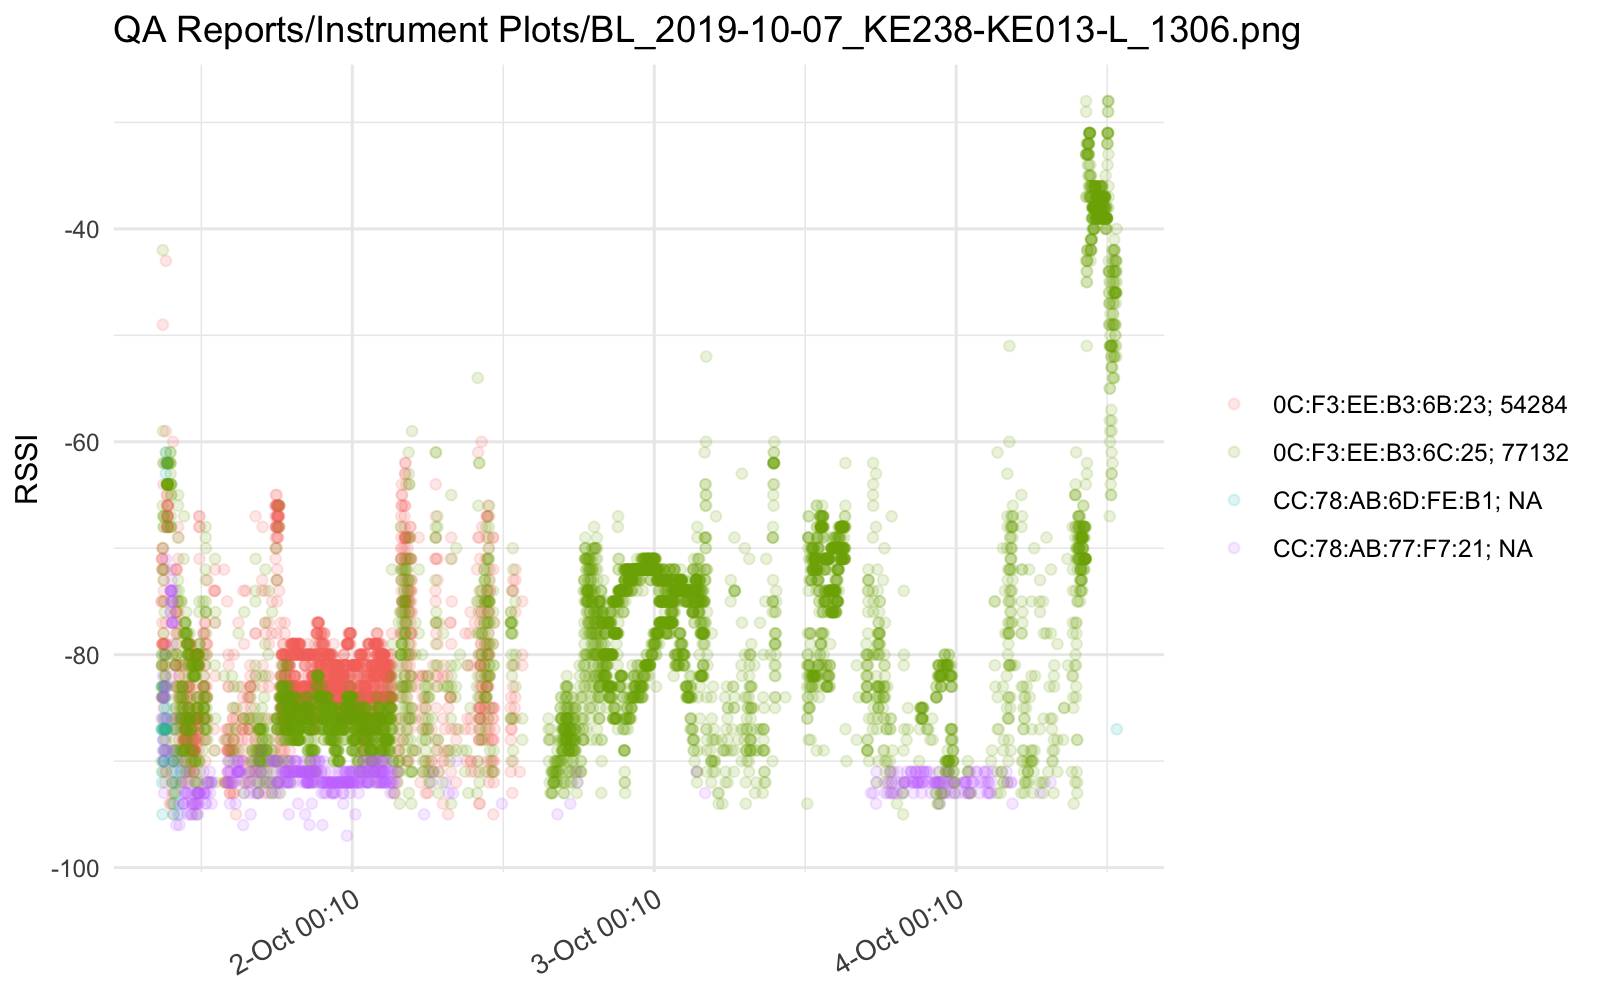 QA Reports/Instrument Plots/BL_2019-10-07_KE238-KE013-L_1306.png
RSSI
-40
-60
-80
-100
2-Oct 00:10
3-Oct 00:10
4-Oct 00:10
0C:F3:EE:B3:6B:23; 54284
0C:F3:EE:B3:6C:25; 77132
CC:78:AB:6D:FE:B1; NA
CC:78:AB:77:F7:21; NA